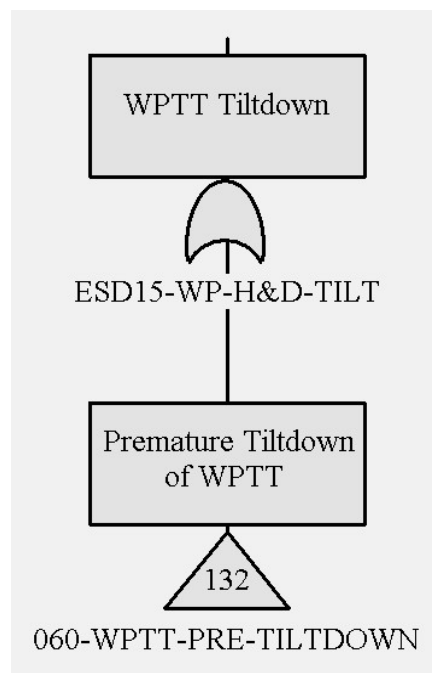 WPTT Tiltdown
ESD15-WP-H&D-TILT
Premature Tiltdown
of WPTT
132
060-WPTT-PRE-TILTDOWN